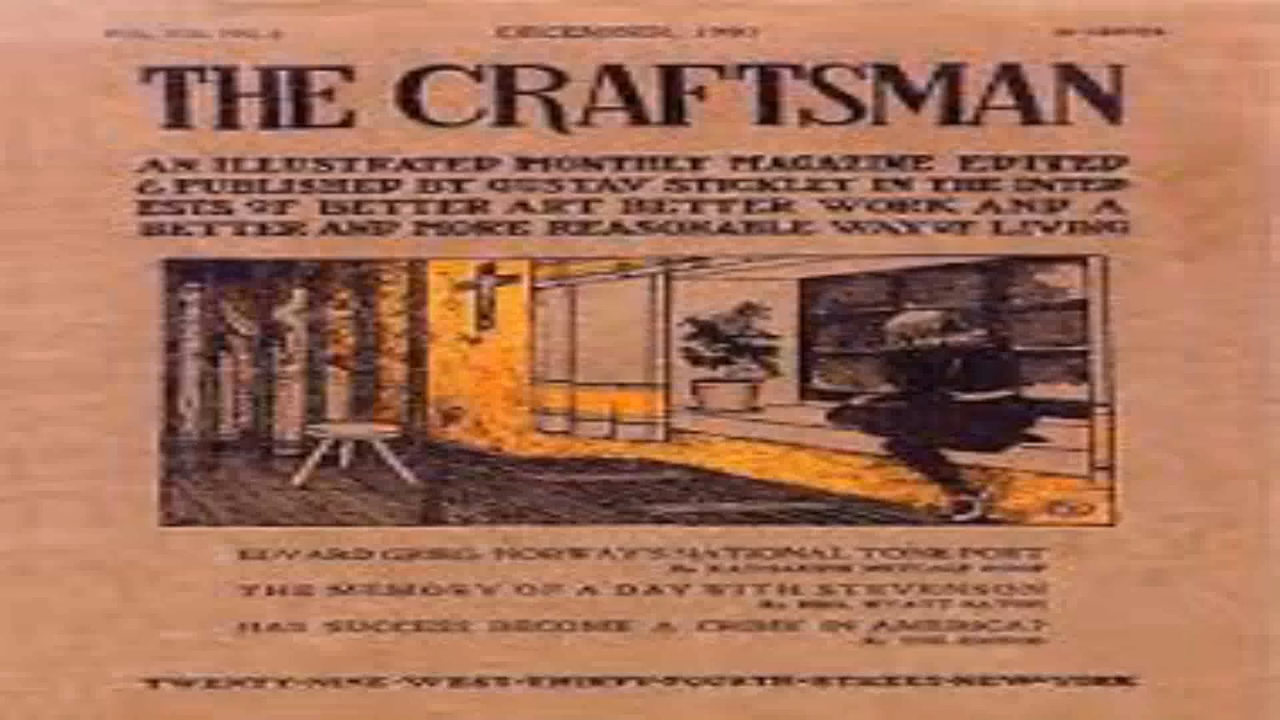 DECEMBER, 1907
THE CRAFTSMAN
AN ILLUSTRATED MONTHLY MAGAZINE EDITED
& PUBLISHED BY GUSTAV STICKLEY IN THE INTER
ESTS OF BETTER ART BETTER WORK AND A
BETTER AND MORE REASONABLE WAY OF LIVING
EDVARD GRIEG, NORWAY'S NATIONAL TONE POET
THE MEMORY OF A DAY WITH STEVENSON
HAS SUCCESS BECOME A CRIME IN AMERICA?
TWENTY-NINE-WEST-THIRTY-FOURTH-STREET-NEW-YORK